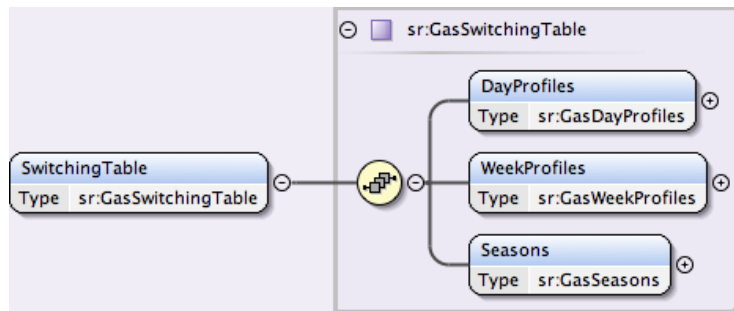 sr:GasSwitchingTable
DayProfiles
Type sr:GasDayProfiles
SwitchingTable
Type sr:GasSwitchingTable
WeekProfiles
Type sr:GasWeekProfiles
Seasons
Type sr:GasSeasons